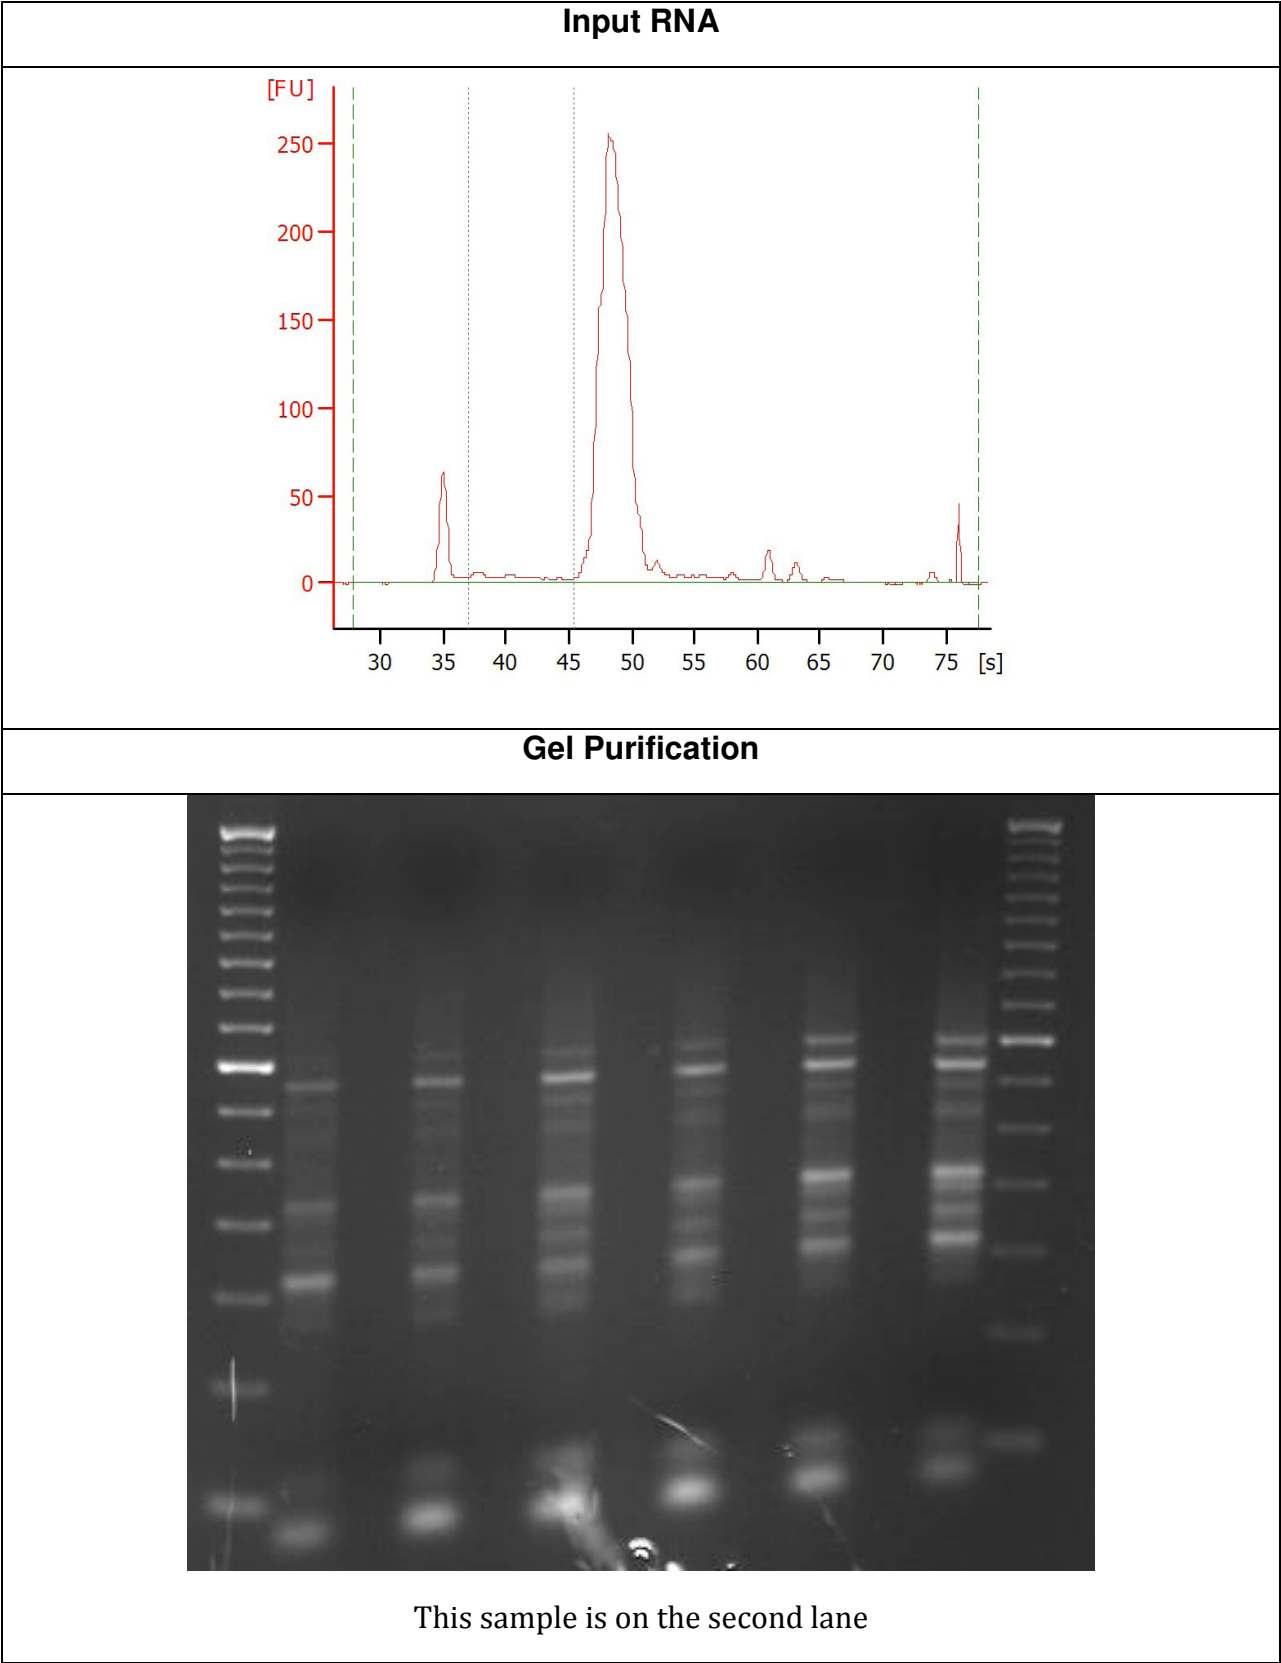 Input RNA
[FU]
250
200
150
100
50
0
30 35 40 45 50 55 60 65 70 75 [s]
Gel Purification
This sample is on the second lane